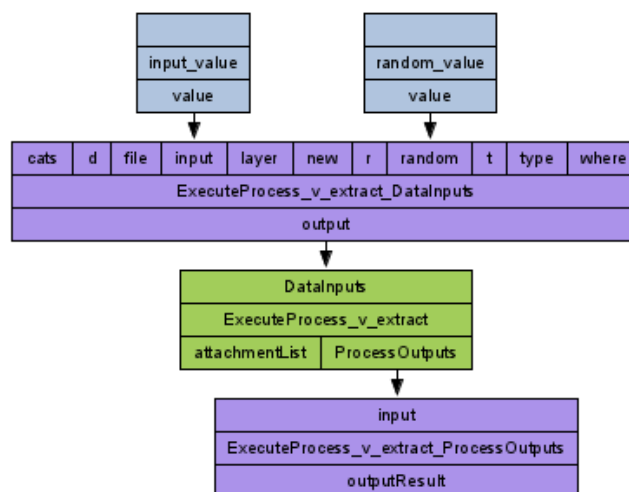 input_value random_value
value value
cats d file input layer new r random t type where
ExecuteProcess_v_extract_DataInputs
output
DataInputs
ExecuteProcess_v_extract
attachmentList ProcessOutputs
input
ExecuteProcess_v_extract_ProcessOutputs
outputResult